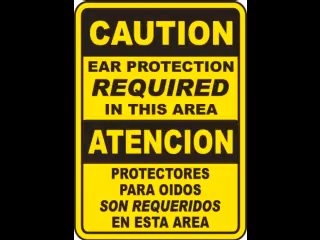 CAUTION
EAR PROTECTION
REQUIRED
IN THIS AREA
ATENCION
PROTECTORES
PARA OIDOS
SON REQUERIDOS
EN ESTA AREA